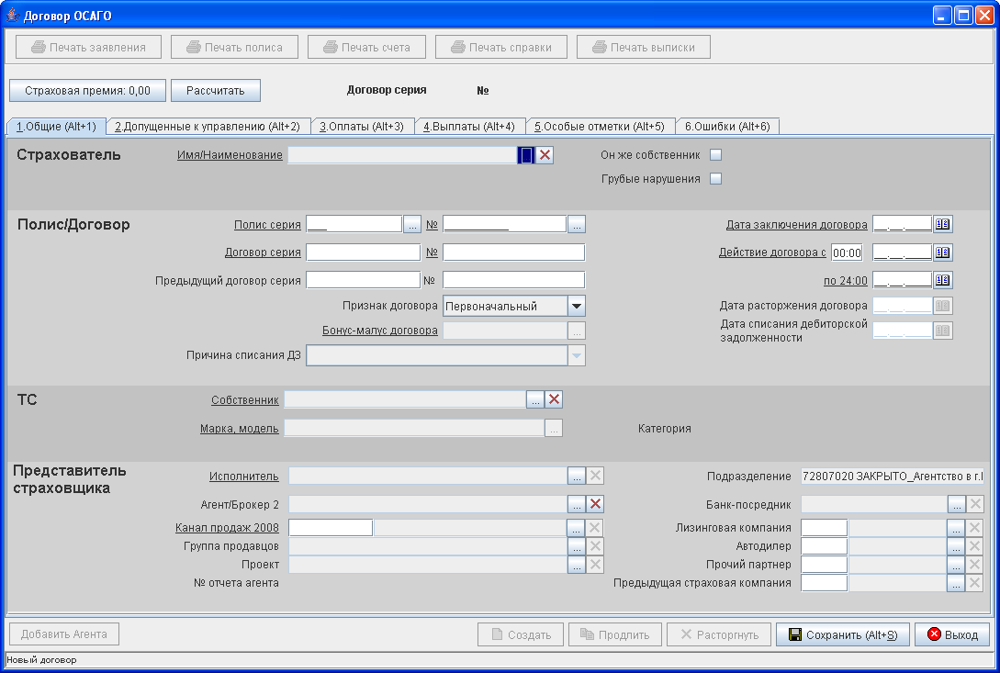 Договор ОСАГО
Печать заявления Печать полиса Печать счета Печать справки Печать выписки
Страховая премия: 0,00 Рассчитать Договор серия №
1.Общие (Alt+1) 2.Допущенные к управлению (Alt+2) 3.Оплаты (Alt+3) 4.Выплаты (Alt+4) 5.Особые отметки (Alt+5) 6.Ошибки (Alt+6)
Страхователь Имя/Наименование Он же собственник
Грубые нарушения
Полис/Договор Полис серия ___ ... № __________ ... Дата заключения договора __.__.____
Договор серия № Действие договора с 00:00 __.__.____
Предыдущий договор серия № по 24:00 __.__.____
Признак договора Первоначальный Дата расторжения договора __.__.____
Бонус-малус договора ... Дата списания дебиторской
задолженности __.__.____
Причина списания ДЗ
ТС Собственник ...
Марка, модель ... Категория
Представитель
страховщика Исполнитель ... Подразделение 72807020 ЗАКРЫТО_Агентство в г.
Агент/Брокер 2 ... Банк-посредник ...
Канал продаж 2008 ... Лизинговая компания ...
Группа продавцов ... Автодилер ...
Проект ... Прочий партнер ...
№ отчета агента Предыдущая страховая компания ...
Добавить Агента Создать Продлить Расторгнуть Сохранить (Alt+S) Выход
Новый договор